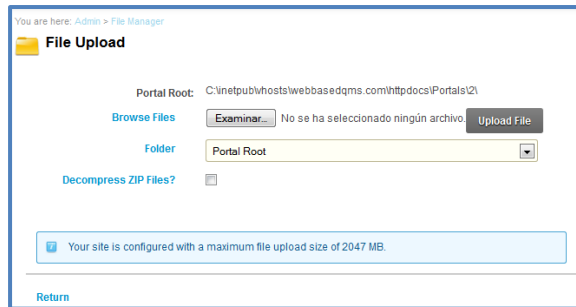 You are here: Admin > File Manager
File Upload
Portal Root: C:\inetpub\vhosts\webbasedqms.com\httpdocs\Portals\2\
Browse Files Examinar... No se ha seleccionado ningún archivo. Upload File
Folder Portal Root
Decompress ZIP Files?
Your site is configured with a maximum file upload size of 2047 MB.
Return